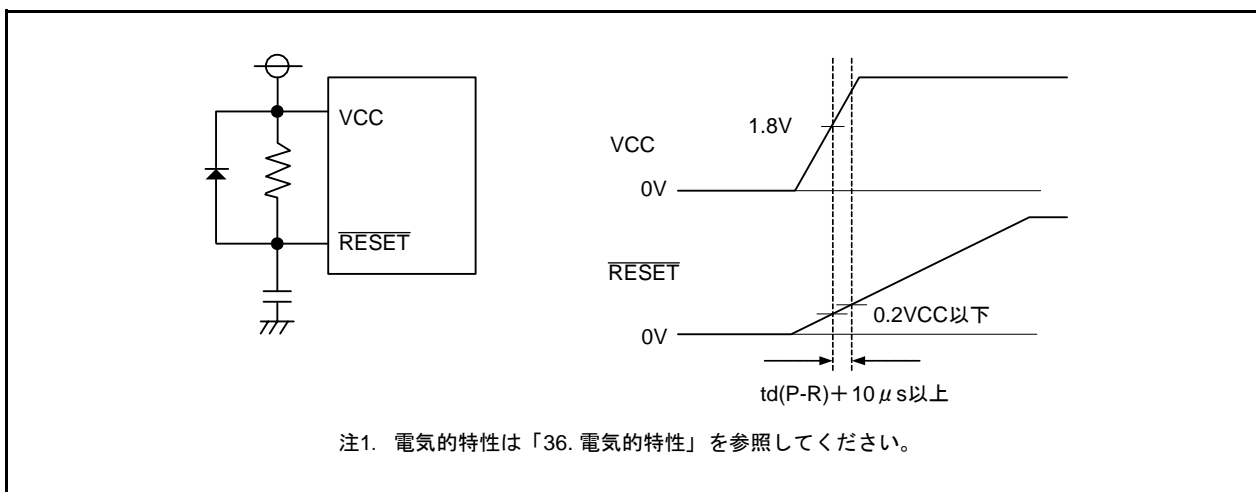 VCC
RESET
1.8V
VCC
0V
RESET
0.2VCC以下
0V
td(P-R)＋10μs以上
注1. 電気的特性は「36. 電気的特性」を参照してください。